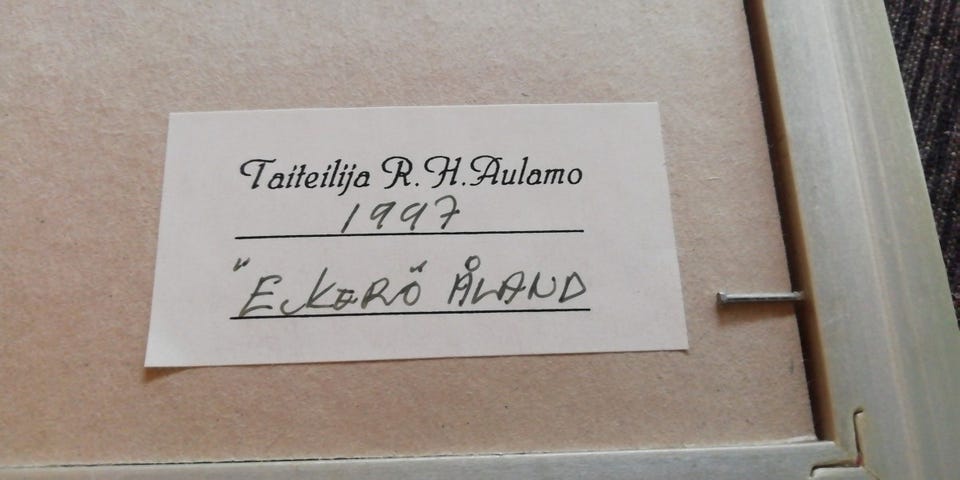 Taiteilija R. H. Aulamo
1997
"EckerÖ" ÅLAND